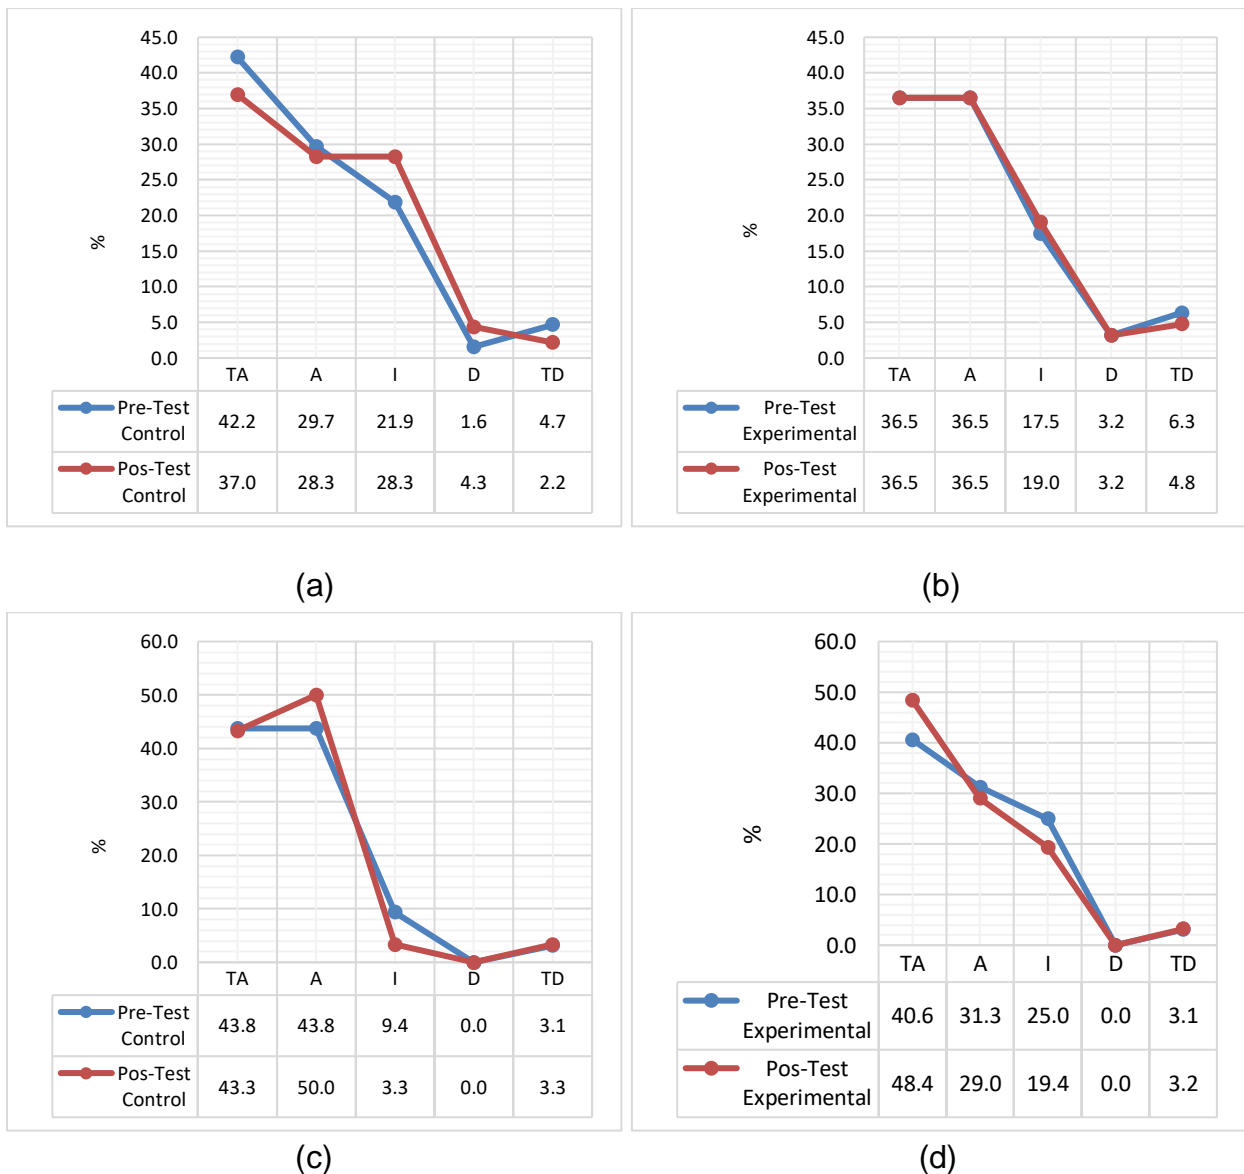 45.0
40.0
35.0
30.0
25.0
20.0
15.0
10.0
5.0
0.0
%
TA A I D TD
Pre-Test Control 42.2 29.7 21.9 1.6 4.7
Pos-Test Control 37.0 28.3 28.3 4.3 2.2
(a)
45.0
40.0
35.0
30.0
25.0
20.0
15.0
10.0
5.0
0.0
%
TA A I D TD
Pre-Test Experimental 36.5 36.5 17.5 3.2 6.3
Pos-Test Experimental 36.5 36.5 19.0 3.2 4.8
(b)
60.0
50.0
40.0
30.0
20.0
10.0
0.0
%
TA A I D TD
Pre-Test Control 43.8 43.8 9.4 0.0 3.1
Pos-Test Control 43.3 50.0 3.3 0.0 3.3
(c)
60.0
50.0
40.0
30.0
20.0
10.0
0.0
%
TA A I D TD
Pre-Test Experimental 40.6 31.3 25.0 0.0 3.1
Pos-Test Experimental 48.4 29.0 19.4 0.0 3.2
(d)